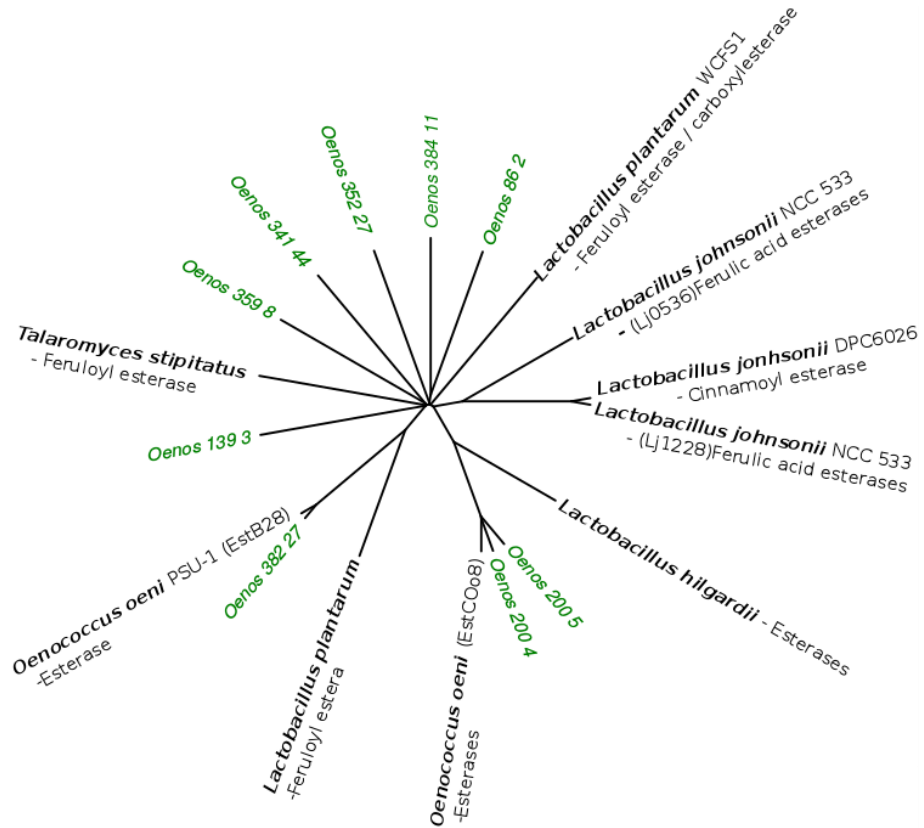 Lactobacillus plantarum WCFS1
- Feruloyl esterase / carboxylesterase
Oenos 384 11
Oenos 352 27
Oenos 86 2
Oenos 341 44
Lactobacillus johnsonii NCC 533
- (Lj0536)Ferulic acid esterases
Oenos 359 8
Talaromyces stipitatus
- Feruloyl esterase
Lactobacillus jonhsonii DPC6026
- Cinnamoyl esterase
Lactobacillus johnsonii NCC 533
- (Lj1228)Ferulic acid esterases
Oenos 139 3
Oenococcus oeni PSU-1 (EstB28)
-Esterase
Oenos 382 27
Lactobacillus plantarum
-Feruloyl estera
Oenococcus oeni (EstCOo8)
-Esterases
Oenos 200 4
Oenos 200 5
Lactobacillus hilgardii - Esterases